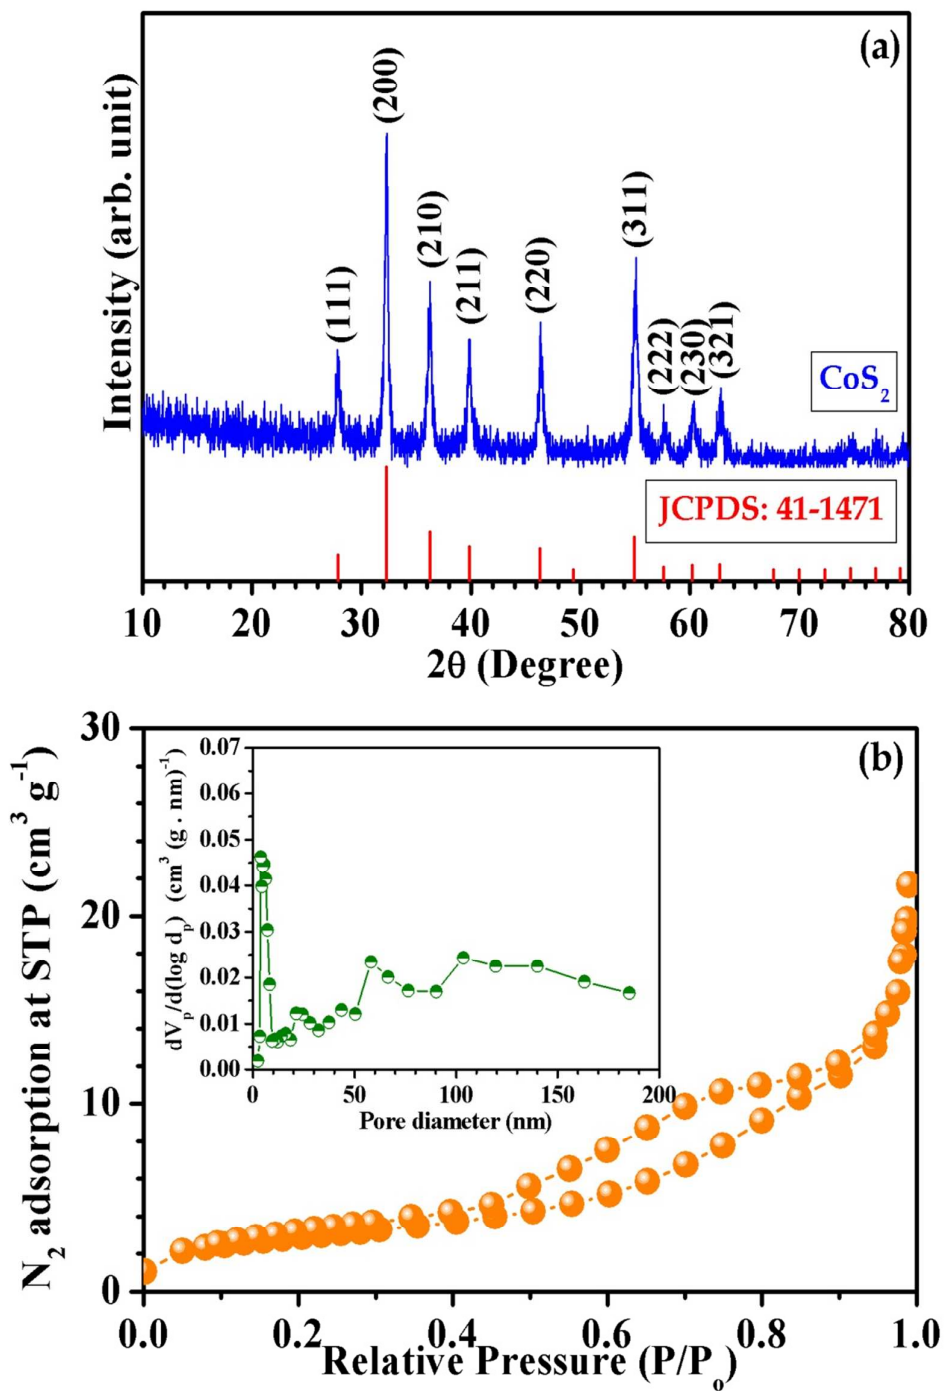 (a)
Intensity (arb. unit)
(111)
(200)
(210)
(211)
(220)
(311)
(222)
(230)
(321)
CoS₂
JCPDS: 41-1471
10 20 30 40 50 60 70 80
2θ (Degree)
(b)
N₂ adsorption at STP (cm³ g⁻¹)
30
20
10
0
dVₚ/d(log dₚ) (cm³ (g . nm)⁻¹
0.07
0.06
0.05
0.04
0.03
0.02
0.01
0.00
0 50 100 150 200
Pore diameter (nm)
0.0 0.2 0.4 0.6 0.8 1.0
Relative Pressure (P/Pₒ)